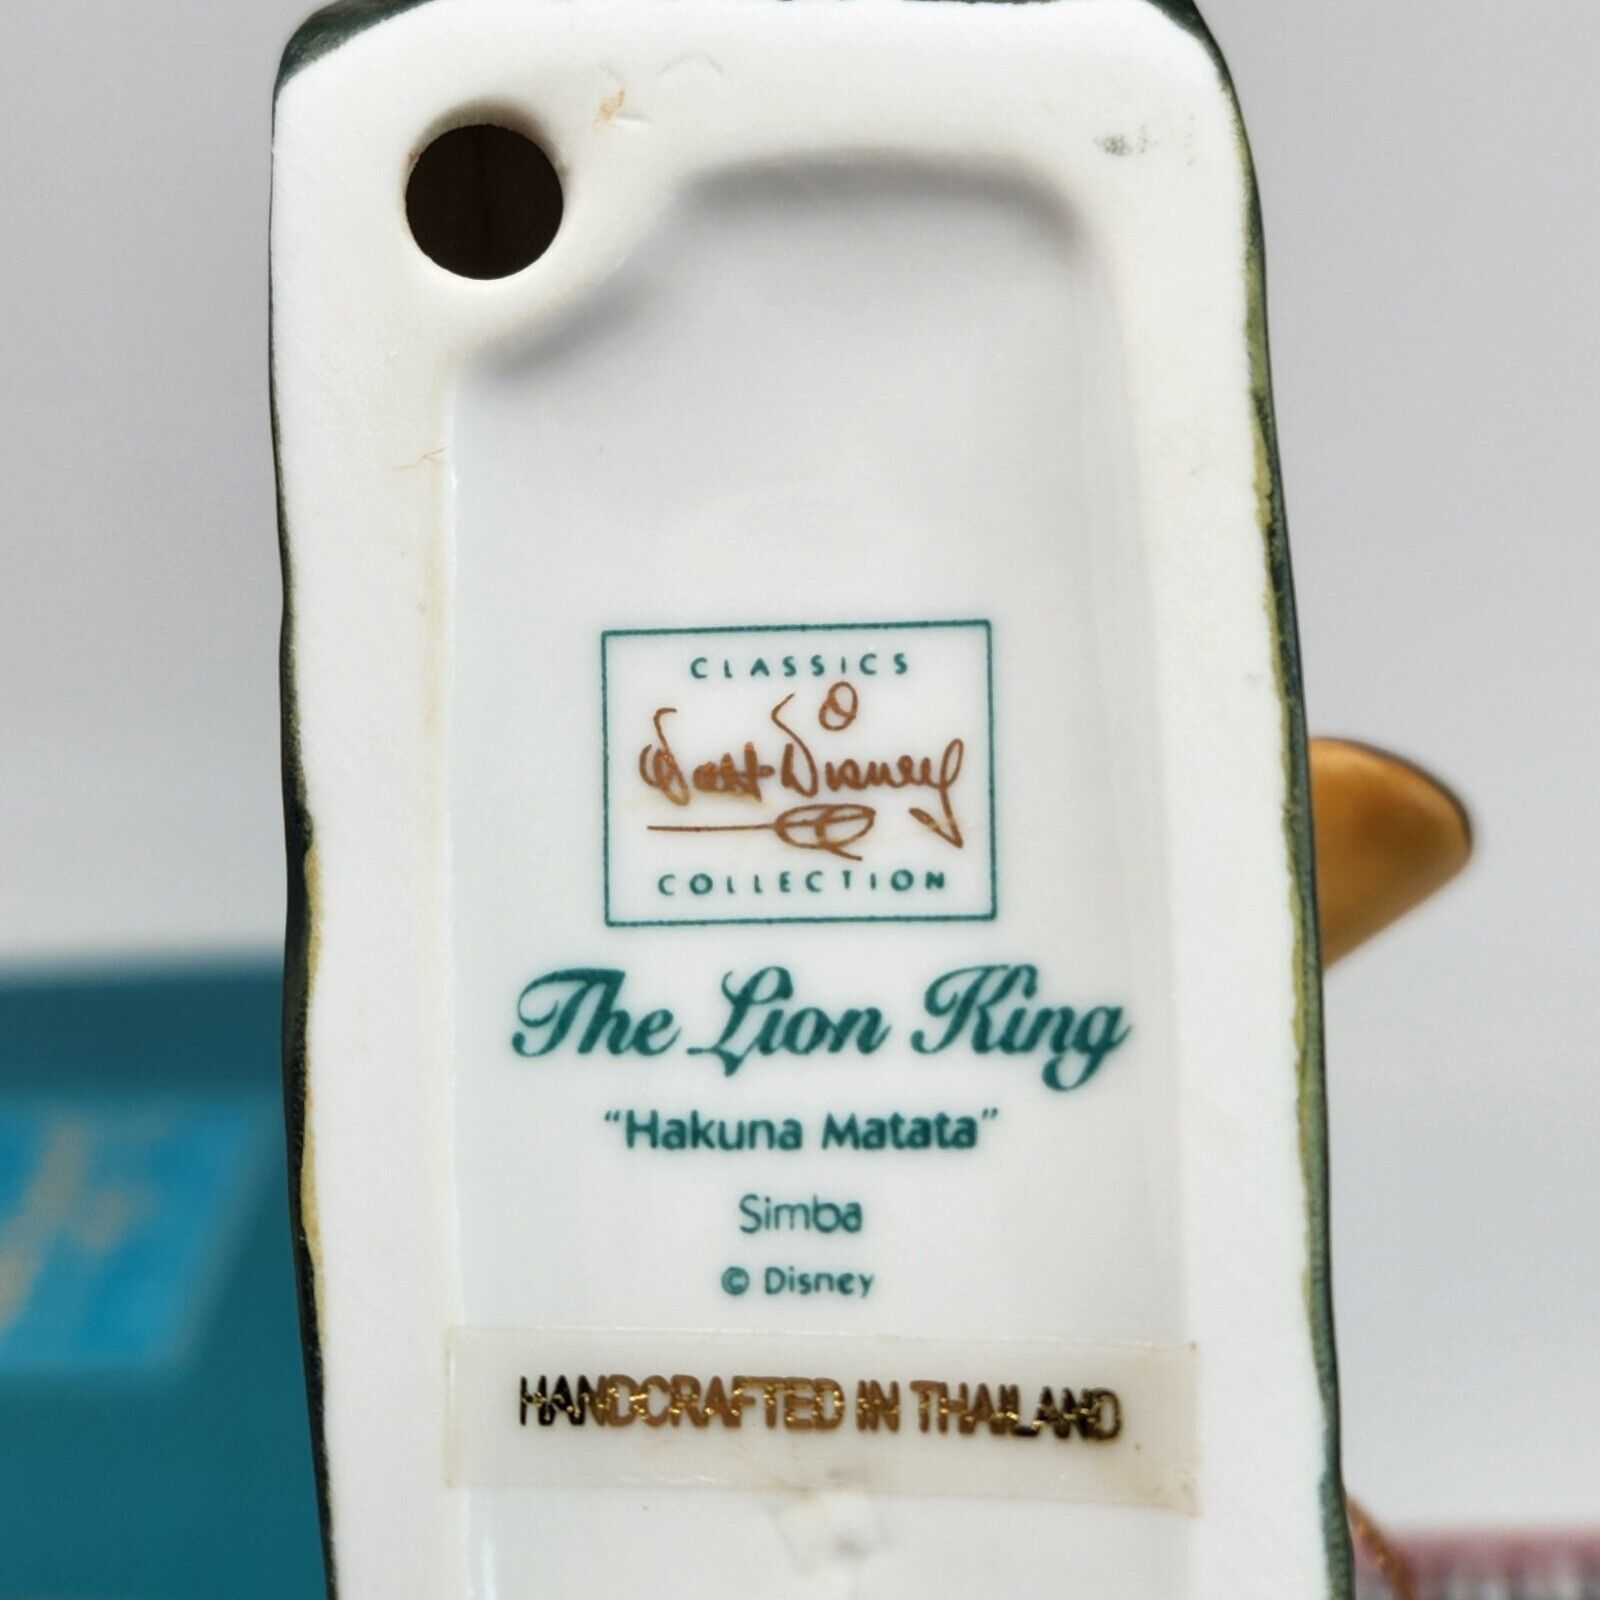 CLASSICS
Walt Disney
COLLECTION
The Lion King
“Hakuna Matata”
Simba
© Disney
HANDCRAFTED IN THAILAND